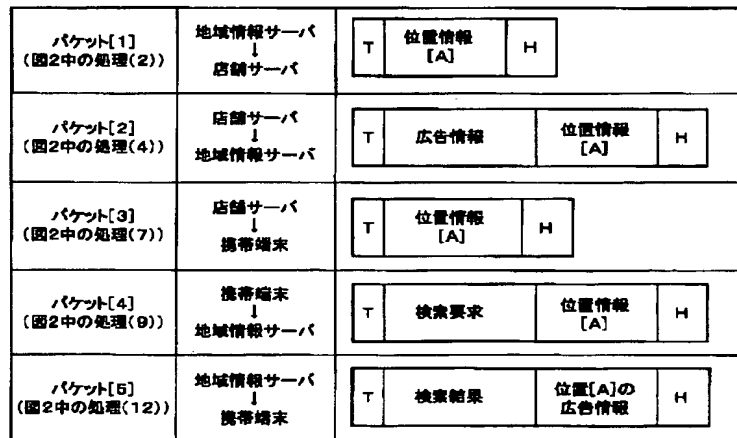 パケット[1]
(図2中の処理(2))
地域情報サーバ
↓
店舗サーバ
T
位置情報
[A]
H
パケット[2]
(図2中の処理(4))
店舗サーバ
↓
地域情報サーバ
T
広告情報
位置情報
[A]
H
パケット[3]
(図2中の処理(7))
店舗サーバ
↓
携帯端末
T
位置情報
[A]
H
パケット[4]
(図2中の処理(9))
携帯端末
↓
地域情報サーバ
T
検索要求
位置情報
[A]
H
パケット[5]
(図2中の処理(12))
地域情報サーバ
↓
携帯端末
T
検索結果
位置[A]の
広告情報
H